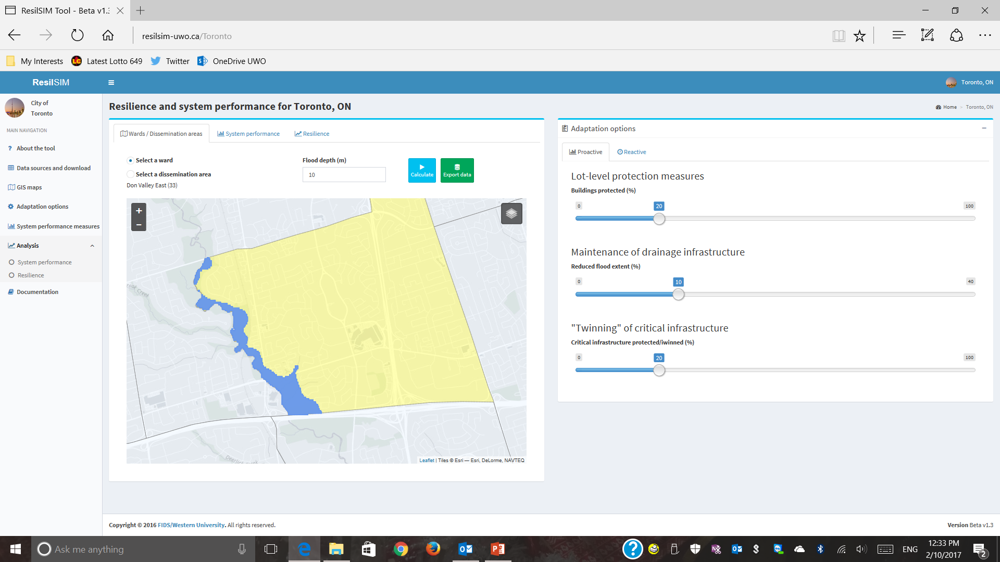 ResilSIM Tool - Beta v1.:
resilsim-uwo.ca/Toronto
My Interests
Latest Lotto 649
Twitter
OneDrive UWO
ResilSIM
Toronto, ON
City of
Toronto
MAIN NAVIGATION
About the tool
Data sources and download
GIS maps
Adaptation options
System performance measures
Analysis
System performance
Resilience
Documentation
Resilience and system performance for Toronto, ON
Home > Toronto, ON
Wards / Dissemination areas
System performance
Resilience
Select a ward
Select a dissemination area
Don Valley East (33)
Flood depth (m)
10
Calculate
Export data
+
−
Leaflet | Tiles © Esri — Esri, DeLorme, NAVTEQ
Adaptation options
Proactive
Reactive
Lot-level protection measures
Buildings protected (%)
0
20
100
Maintenance of drainage infrastructure
Reduced flood extent (%)
0
10
40
"Twinning" of critical infrastructure
Critical infrastructure protected/iwinned (%)
0
20
100
Copyright © 2016 FIDS/Western University. All rights reserved.
Version Beta v1.3
Ask me anything
ENG
12:33 PM
2/10/2017
2